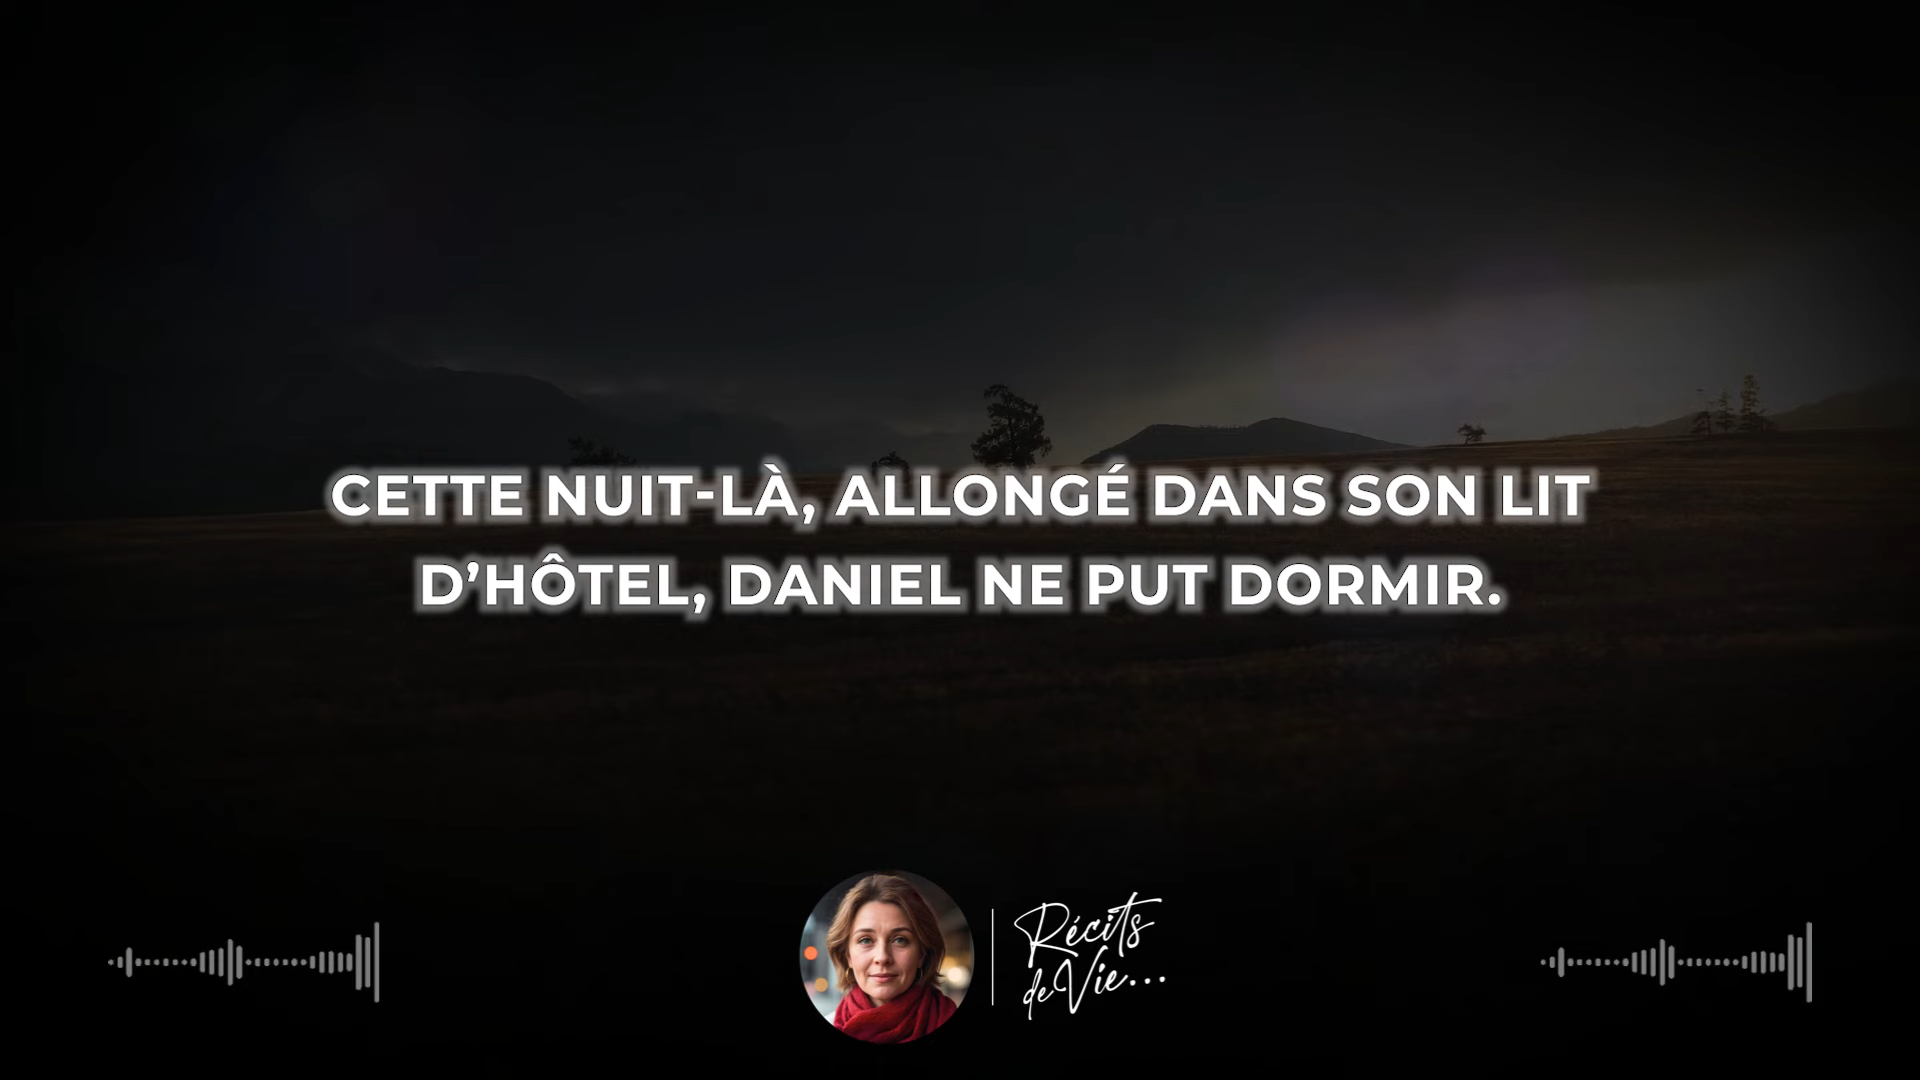 CETTE NUIT-LÀ, ALLONGÉ DANS SON LIT
D’HÔTEL, DANIEL NE PUT DORMIR.
Récits
de Vie...